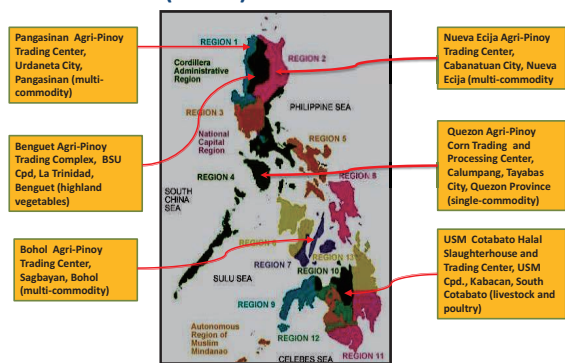 Pangasinan Agri-Pinoy
Trading Center,
Urdaneta City,
Pangasinan (multi-
commodity)
Benguet Agri-Pinoy
Trading Complex, BSU
Cpd, La Trinidad,
Benguet (highland
vegetables)
Bohol Agri-Pinoy
Trading Center,
Sagbayan, Bohol
(multi-commodity)
REGION 1
Cordillera
Administrative
Region
REGION 2
PHILIPPINE SEA
REGION 3
National
Capital
Region
REGION 5
REGION 4
SOUTH
CHINA
SEA
REGION 8
REGION 6
REGION 7
REGION 13
REGION 10
SULU SEA
REGION 9
REGION 12
Autonomous
Region of
Muslim
Mindanao
REGION 11
CELEBES SEA
Nueva Ecija Agri-Pinoy
Trading Center,
Cabanatuan City, Nueva
Ecija (multi-commodity
Quezon Agri-Pinoy
Corn Trading and
Processing Center,
Calumpang, Tayabas
City, Quezon Province
(single-commodity)
USM Cotabato Halal
Slaughterhouse and
Trading Center, USM
Cpd., Kabacan, South
Cotabato (livestock and
poultry)